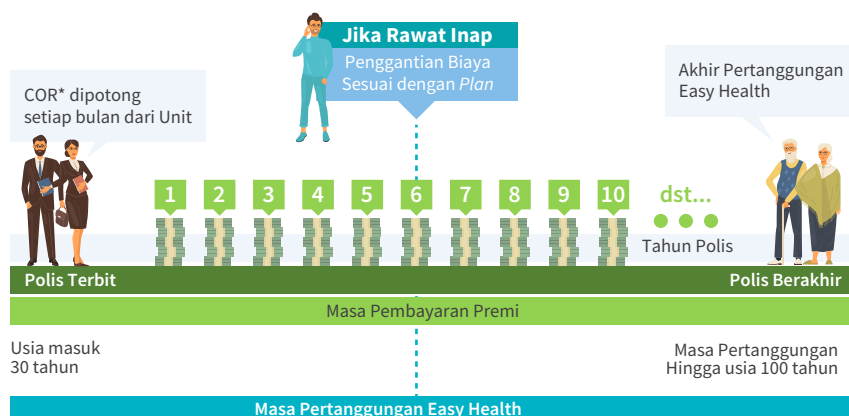 Jika Rawat Inap
Penggantian Biaya
Sesuai dengan Plan
COR* dipotong
setiap bulan dari Unit
Akhir Pertanggungan
Easy Health
1 2 3 4 5 6 7 8 9 10 dst...
Tahun Polis
Polis Terbit
Polis Berakhir
Masa Pembayaran Premi
Usia masuk
30 tahun
Masa Pertanggungan
Hingga usia 100 tahun
Masa Pertanggungan Easy Health